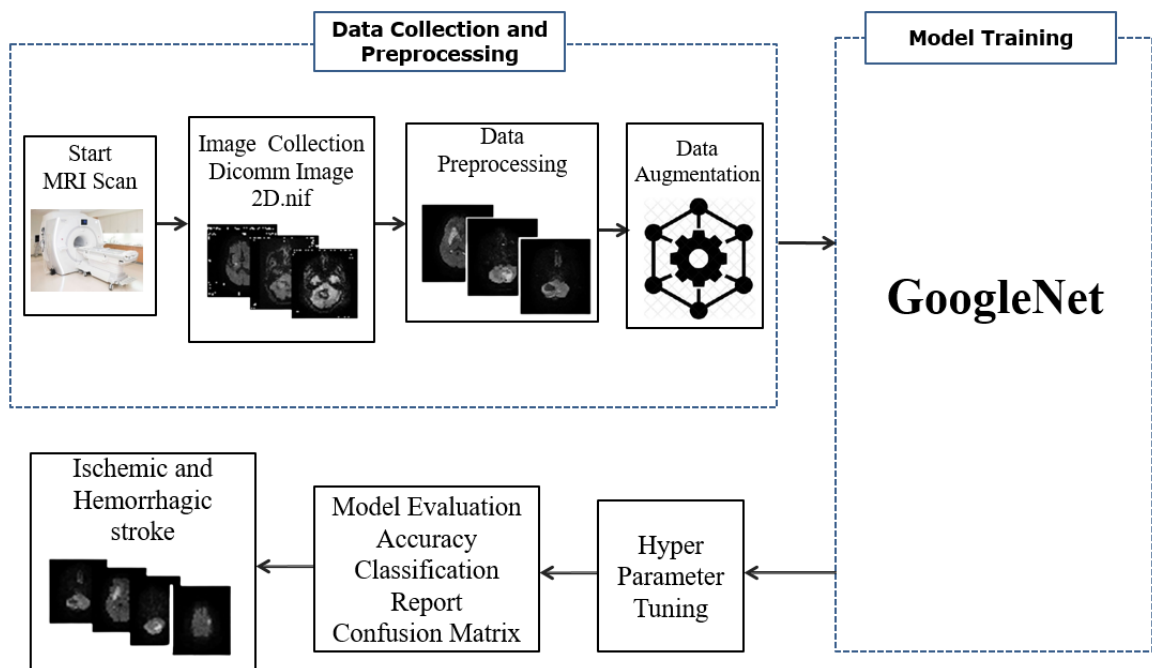 Data Collection and
Preprocessing
Model Training
Start
MRI Scan
Image Collection
Dicomm Image
2D.nif
Data
Preprocessing
Data
Augmentation
GoogleNet
Ischemic and
Hemorrhagic
stroke
Model Evaluation
Accuracy
Classification
Report
Confusion Matrix
Hyper
Parameter
Tuning